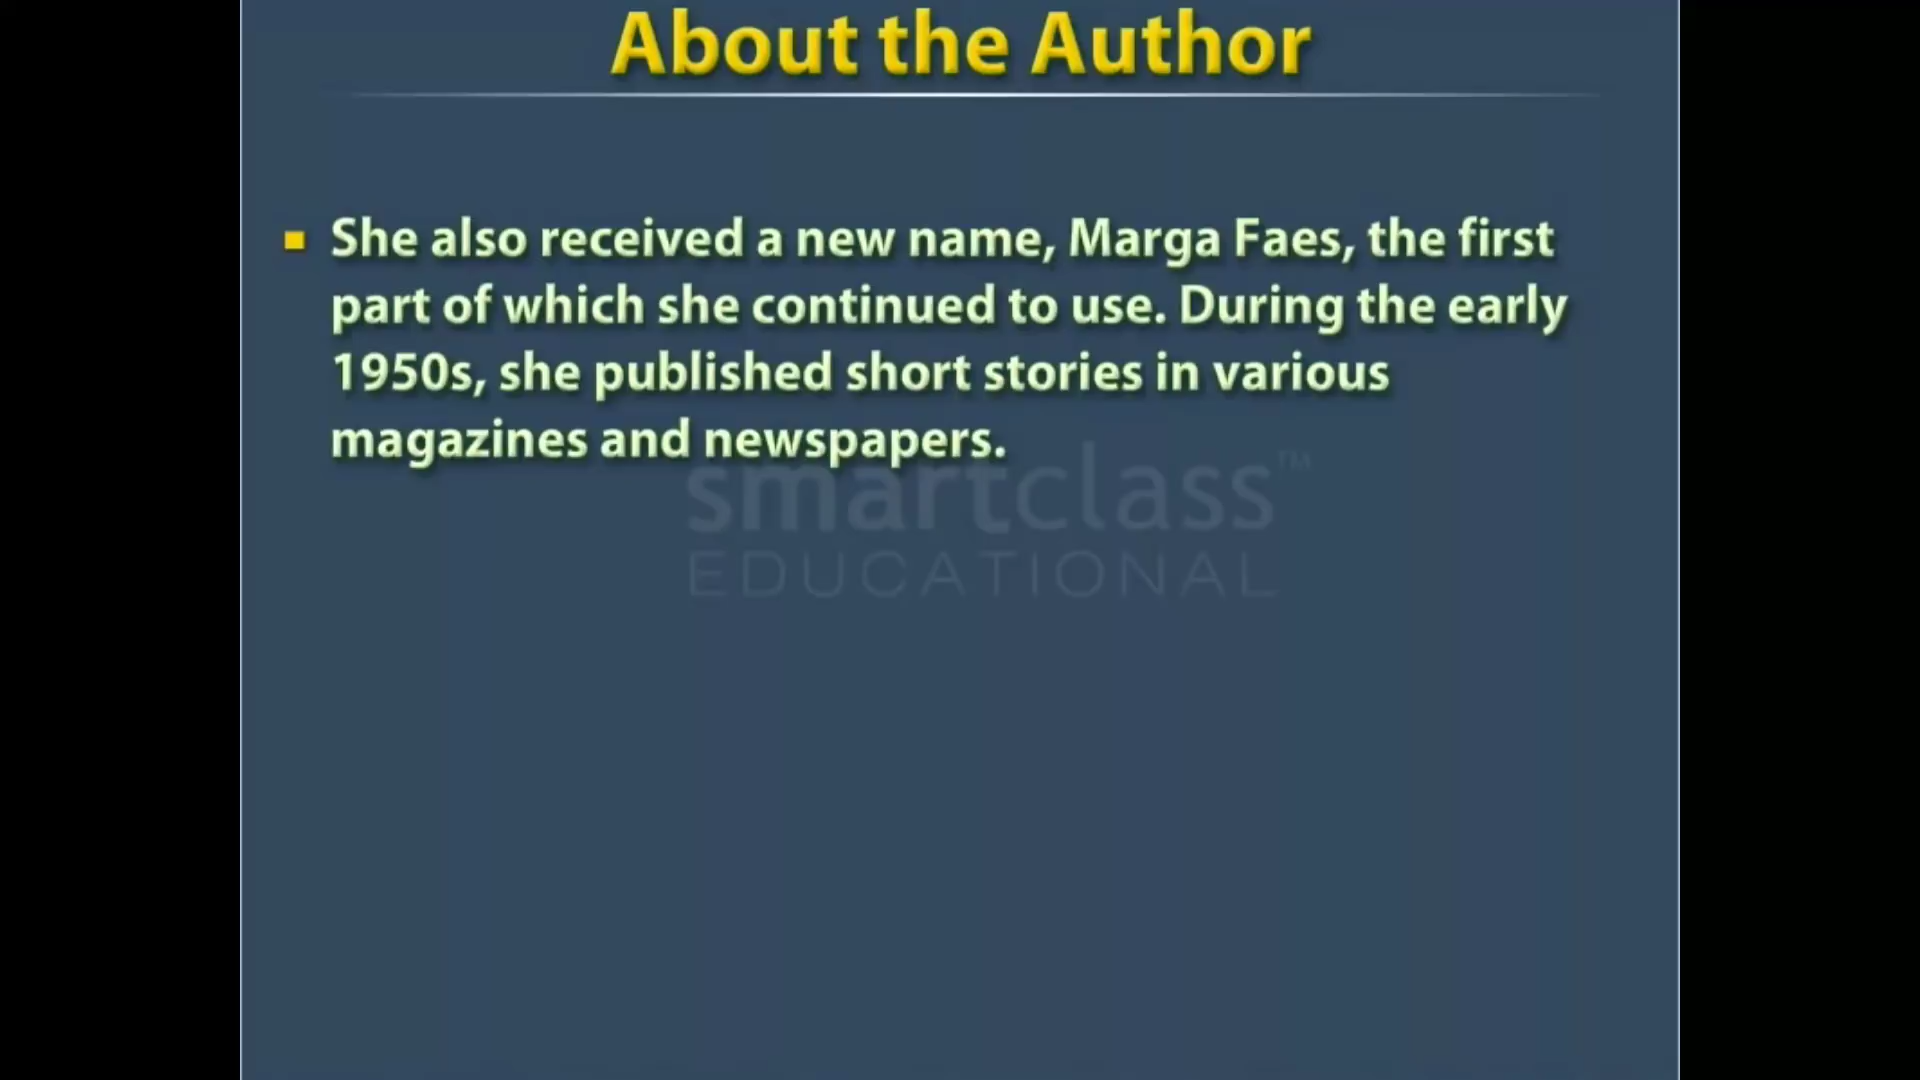 About the Author
She also received a new name, Marga Faes, the first
part of which she continued to use. During the early
1950s, she published short stories in various
magazines and newspapers.
smartclass™
EDUCATIONAL